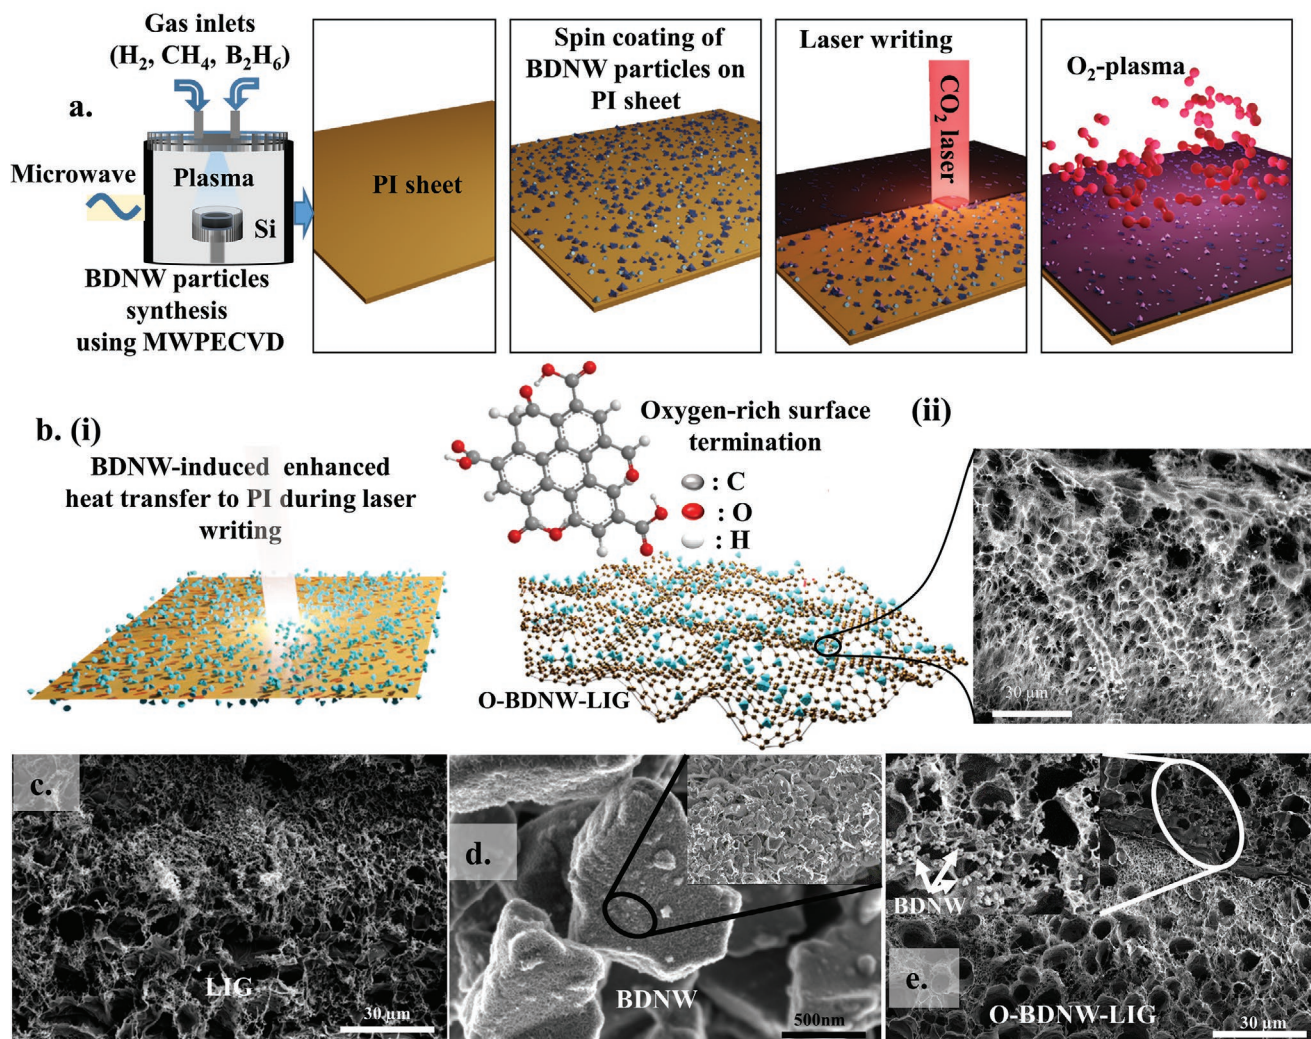 Gas inlets
(H₂, CH₄, B₂H₆)
a.
Microwave
Plasma
Si
BDNW particles
synthesis
using MWPECVD
PI sheet
Spin coating of
BDNW particles on
PI sheet
Laser writing
CO₂ laser
O₂-plasma
b. (i)
BDNW-induced enhanced
heat transfer to PI during laser
writing
Oxygen-rich surface
termination
: C
: O
: H
O-BDNW-LIG
(ii)
30 µm
c.
LIG
30 µm
d.
BDNW
500nm
BDNW
e.
O-BDNW-LIG
30 µm